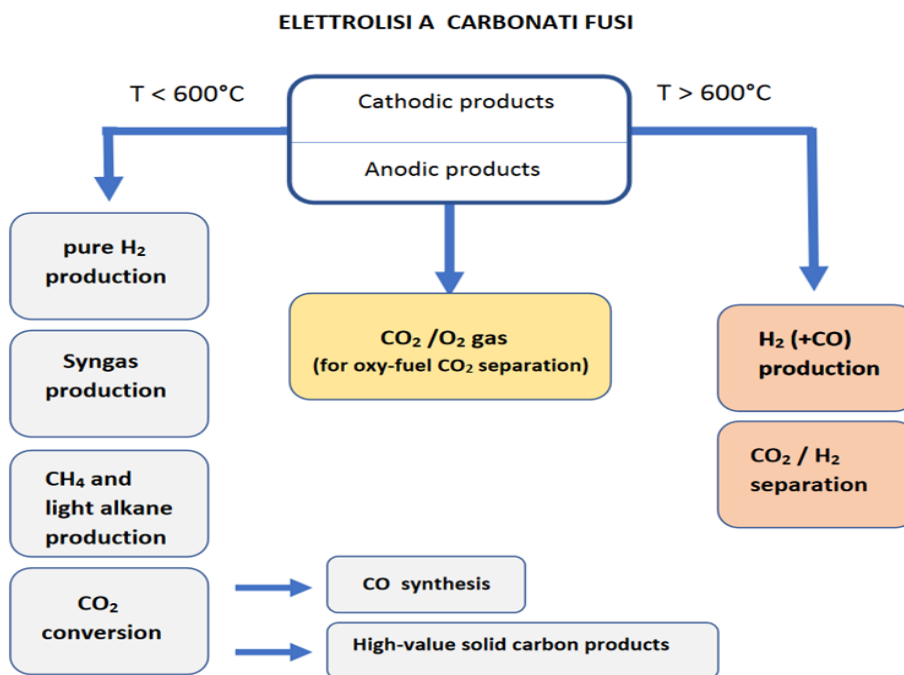 ELETTROLISI A CARBONATI FUSI
T < 600°C
Cathodic products
T > 600°C
Anodic products
pure H₂
production
Syngas
production
CH₄ and
light alkane
production
CO₂
conversion
CO₂ /O₂ gas
(for oxy-fuel CO₂ separation)
H₂ (+CO)
production
CO₂ / H₂
separation
CO synthesis
High-value solid carbon products